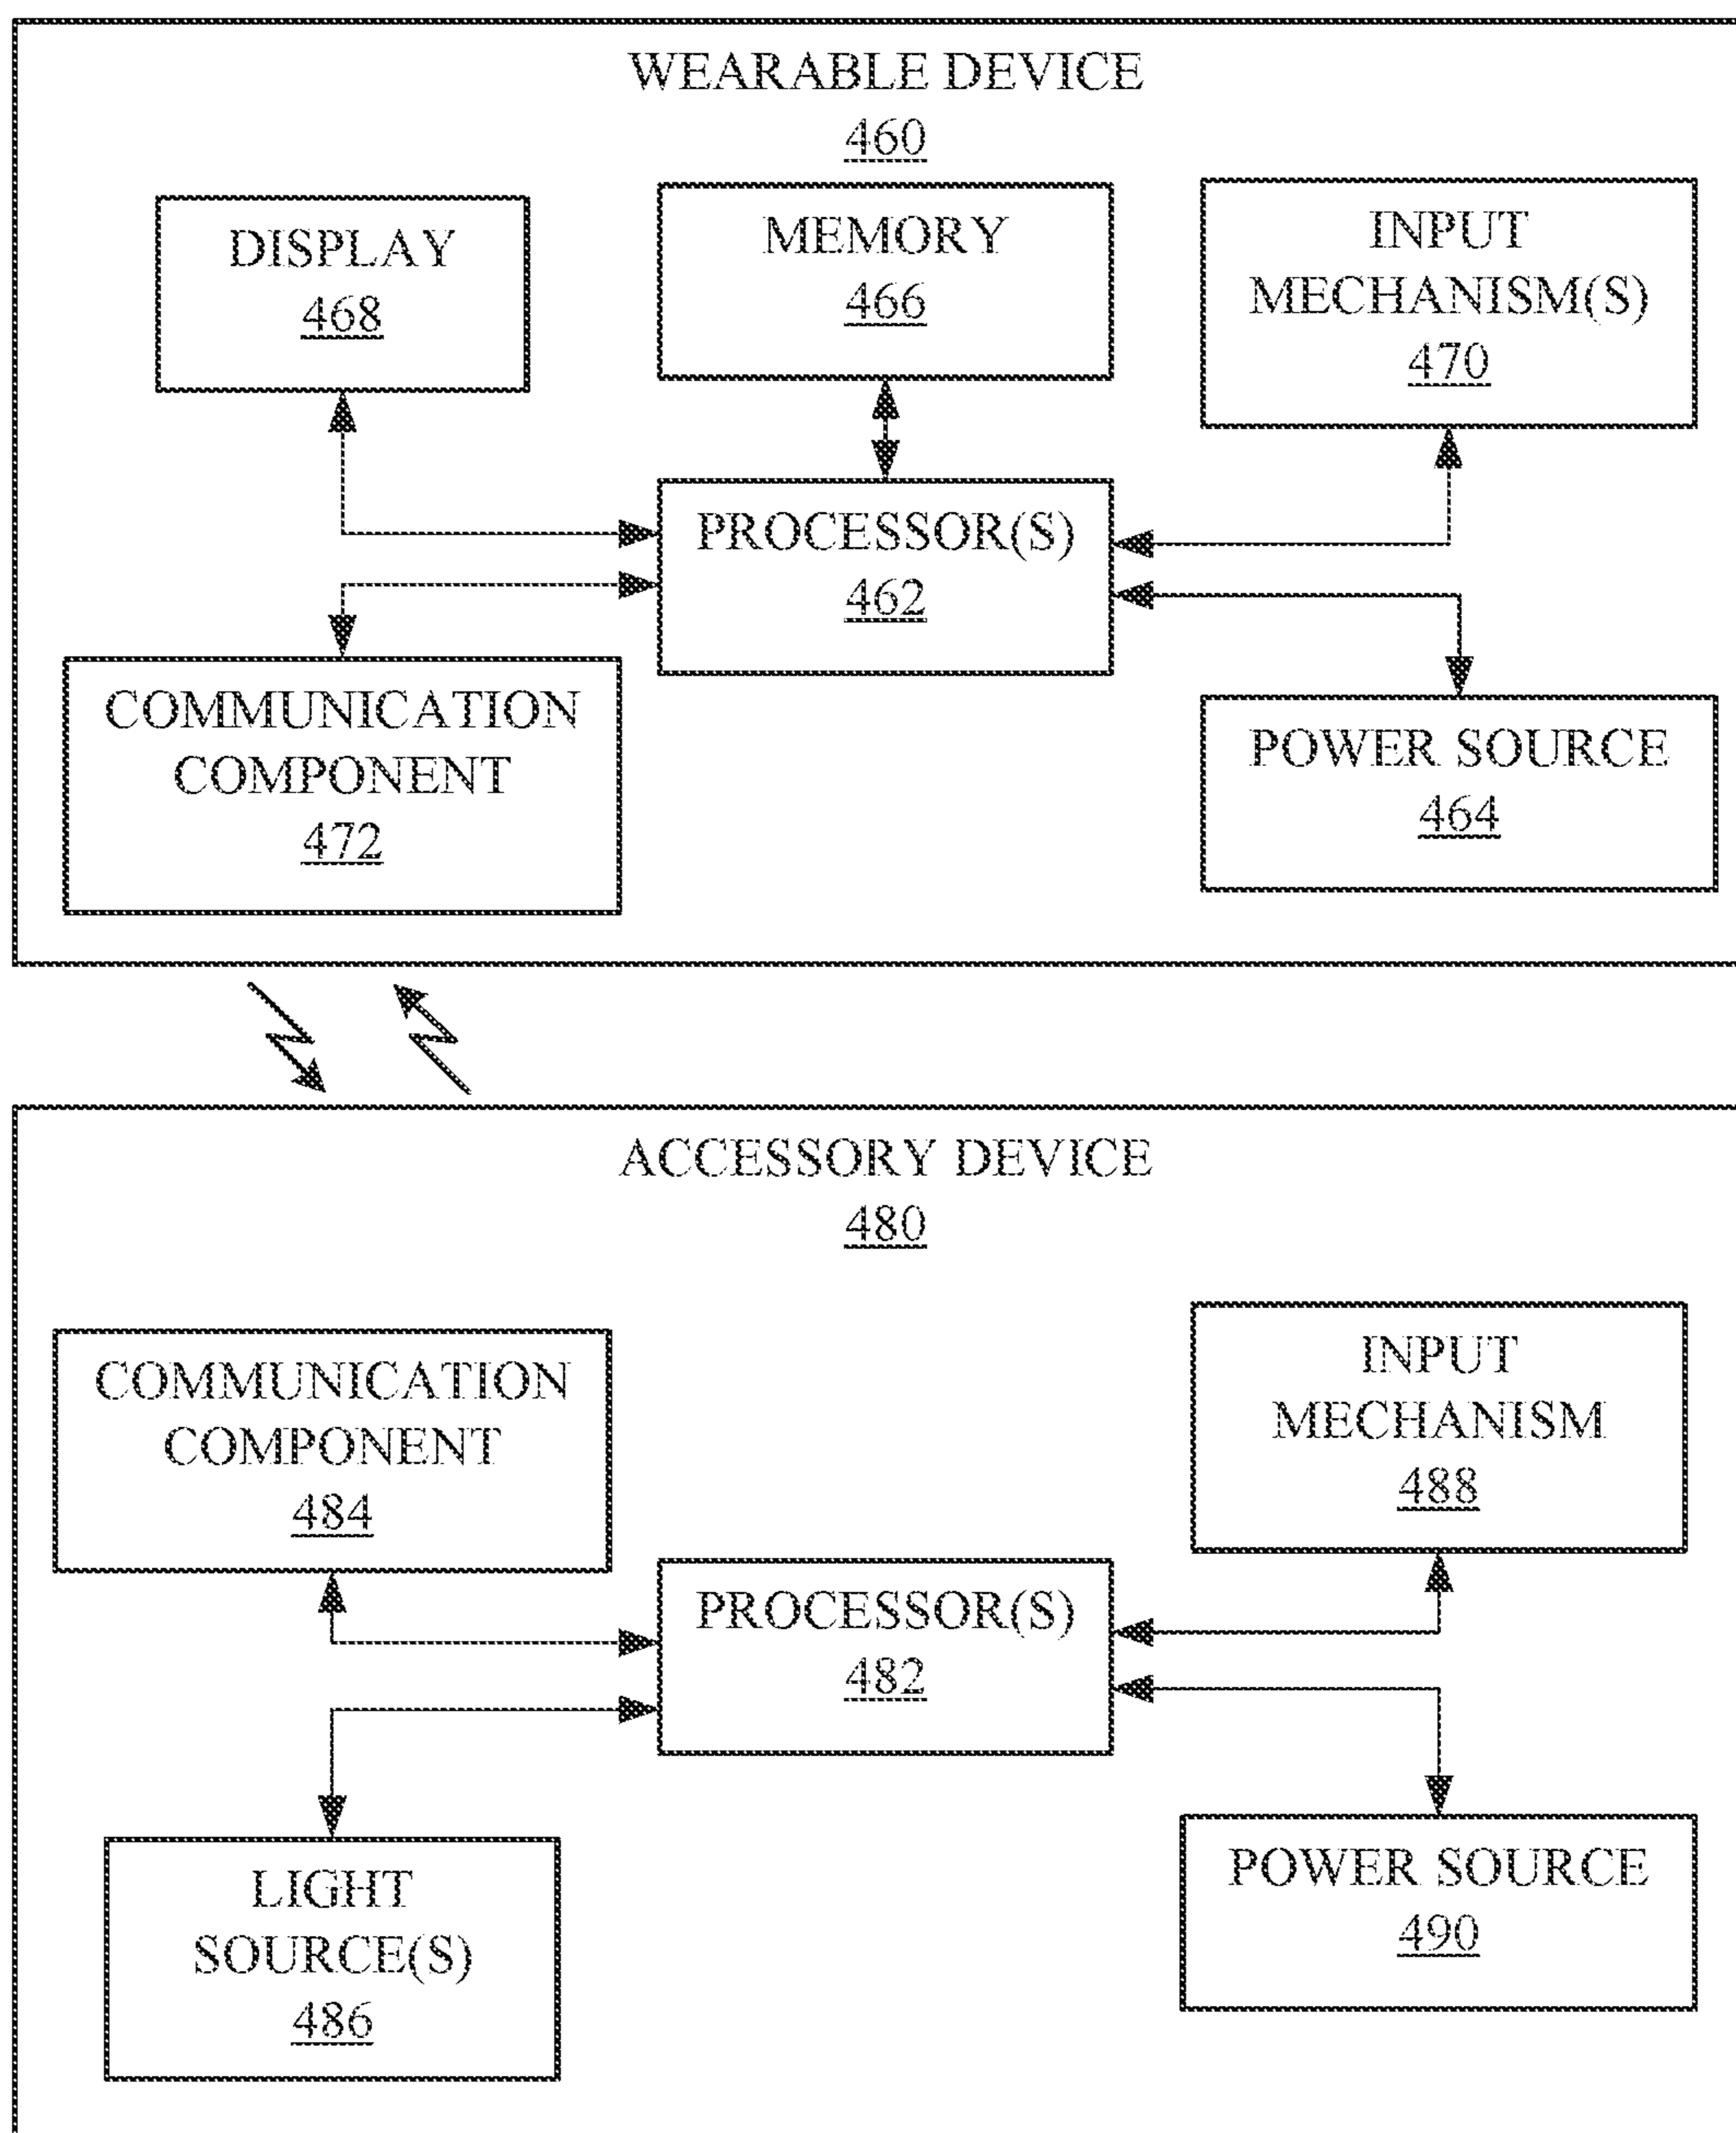 WEARABLE DEVICE
460
DISPLAY
468
MEMORY
466
INPUT
MECHANISM(S)
470
PROCESSOR(S)
462
COMMUNICATION
COMPONENT
472
POWER SOURCE
464
ACCESSORY DEVICE
480
COMMUNICATION
COMPONENT
484
INPUT
MECHANISM
488
PROCESSOR(S)
482
LIGHT
SOURCE(S)
486
POWER SOURCE
490